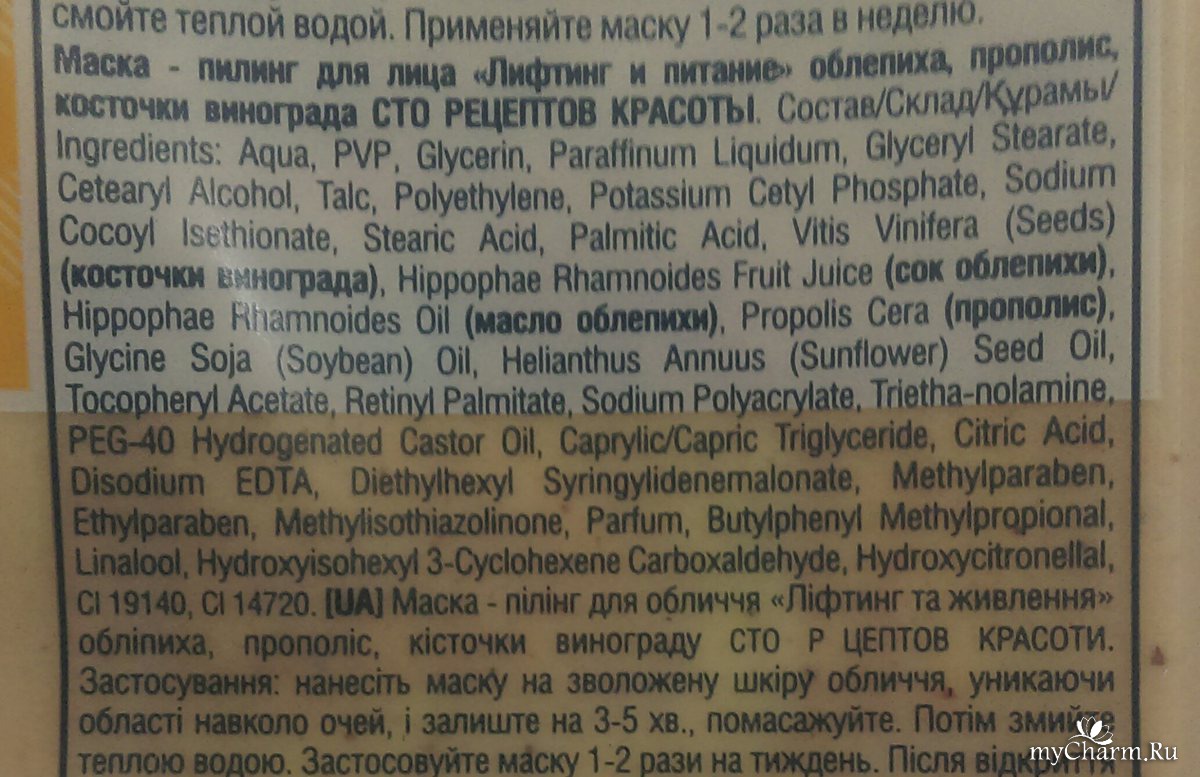 смойте теплой водой. Применяйте маску 1-2 раза в неделю.
Маска - пилинг для лица «Лифтинг и питание» облепиха, прополис,
косточки винограда СТО РЕЦЕПТОВ КРАСОТЫ. Состав/Склад/Құрамы/
Ingredients: Aqua, PVP, Glycerin, Paraffinum Liquidum, Glyceryl Stearate,
Cetearyl Alcohol, Talc, Polyethylene, Potassium Cetyl Phosphate, Sodium
Cocoyl Isethionate, Stearic Acid, Palmitic Acid, Vitis Vinifera (Seeds)
(косточки винограда), Hippophae Rhamnoides Fruit Juice (сок облепихи),
Hippophae Rhamnoides Oil (масло облепихи), Propolis Cera (прополис),
Glycine Soja (Soybean) Oil, Helianthus Annuus (Sunflower) Seed Oil,
Tocopheryl Acetate, Retinyl Palmitate, Sodium Polyacrylate, Trietha-nolamine,
PEG-40 Hydrogenated Castor Oil, Caprylic/Capric Triglyceride, Citric Acid,
Disodium EDTA, Diethylhexyl Syringylidenemalonate, Methylparaben,
Ethylparaben, Methylisothiazolinone, Parfum, Butylphenyl Methylpropional,
Linalool, Hydroxyisohexyl 3-Cyclohexene Carboxaldehyde, Hydroxycitronellal,
CI 19140, CI 14720. [UA] Маска - пілінг для обличчя «Ліфтинг та живлення»
обліпиха, прополіс, кісточки винограду СТО Р ЦЕПТОВ КРАСОТИ.
Застосування: нанесіть маску на зволожену шкіру обличчя, уникаючи
області навколо очей, і залиште на 3-5 хв., помасажуйте. Потім змийте
теплою водою. Застосовуйте маску 1-2 рази на тиждень. Після
myCharm.Ru